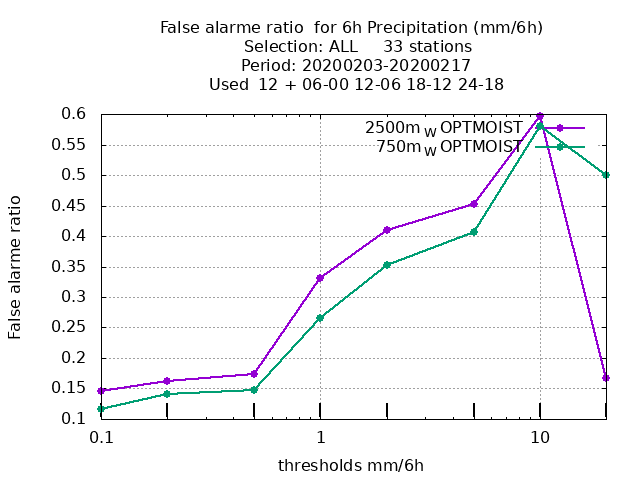 False alarme ratio  for 6h Precipitation (mm/6h)
Selection: ALL     33 stations
Period: 20200203-20200217
Used  12 + 06-00 12-06 18-12 24-18
2500m W OPTMOIST
750m W OPTMOIST
0.6
0.55
0.5
0.45
0.4
0.35
0.3
0.25
0.2
0.15
0.1
False alarme ratio
0.1 1 10
thresholds mm/6h